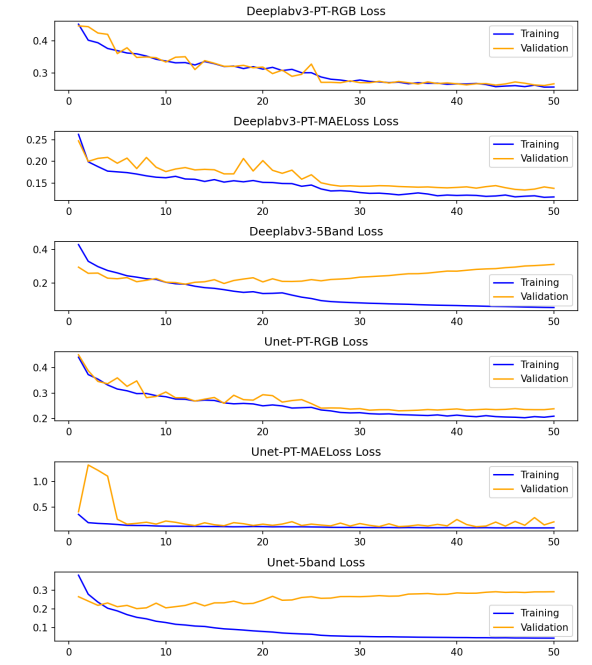 Deeplabv3-PT-RGB Loss
0.4
0.3
Training
Validation
0 10 20 30 40 50
Deeplabv3-PT-MAELoss Loss
0.25
0.20
0.15
Training
Validation
0 10 20 30 40 50
Deeplabv3-5Band Loss
0.4
0.2
Training
Validation
0 10 20 30 40 50
Unet-PT-RGB Loss
0.4
0.3
0.2
Training
Validation
0 10 20 30 40 50
Unet-PT-MAELoss Loss
1.0
0.5
Training
Validation
0 10 20 30 40 50
Unet-5band Loss
0.3
0.2
0.1
Training
Validation
0 10 20 30 40 50